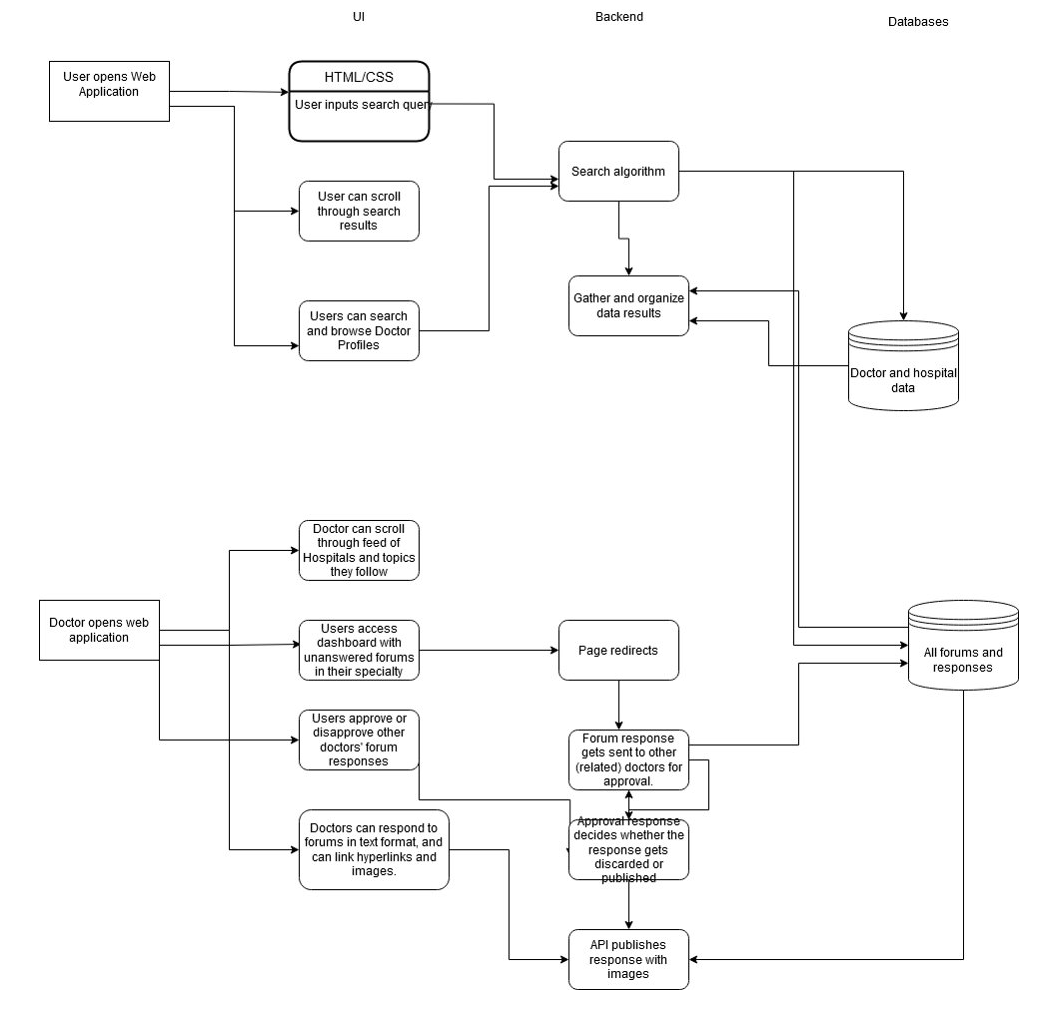 UI
Backend
Databases
User opens Web
Application
HTML/CSS
User inputs search query
User can scroll
through search
results
Users can search
and browse Doctor
Profiles
Search algorithm
Gather and organize
data results
Doctor and hospital
data
Doctor can scroll
through feed of
Hospitals and topics
they follow
Doctor opens web
application
Users access
dashboard with
unanswered forums
in their specialty
Page redirects
All forums and
responses
Users approve or
disapprove other
doctors' forum
responses
Forum response
gets sent to other
(related) doctors for
approval.
Doctors can respond to
forums in text format, and
can link hyperlinks and
images.
Approval response
decides whether the
response gets
discarded or
published
API publishes
response with
images